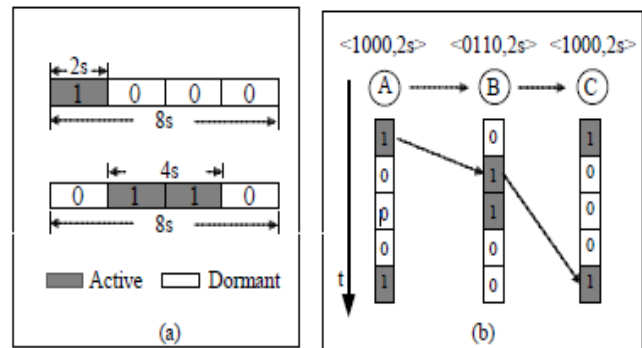 2s
1 0 0 0
8s
4s
0 1 1 0
8s
Active Dormant
(a)
<1000,2s> <0110,2s> <1000,2s>
A B C
1 0 1
0 1 0
p 1 0
0 0 0
1 0 1
t
(b)